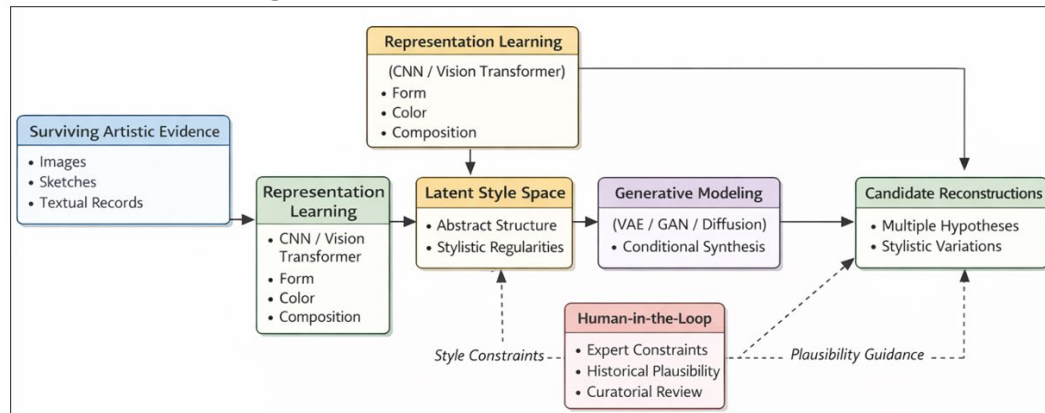 Representation Learning
(CNN / Vision Transformer)
• Form
• Color
• Composition
Surviving Artistic Evidence
• Images
• Sketches
• Textual Records
Representation
Learning
• CNN / Vision
Transformer
• Form
• Color
• Composition
Latent Style Space
• Abstract Structure
• Stylistic Regularities
Generative Modeling
(VAE / GAN / Diffusion)
• Conditional Synthesis
Candidate Reconstructions
• Multiple Hypotheses
• Stylistic Variations
Human-in-the-Loop
• Expert Constraints
• Historical Plausibility
• Curatorial Review
Style Constraints
Plausibility Guidance